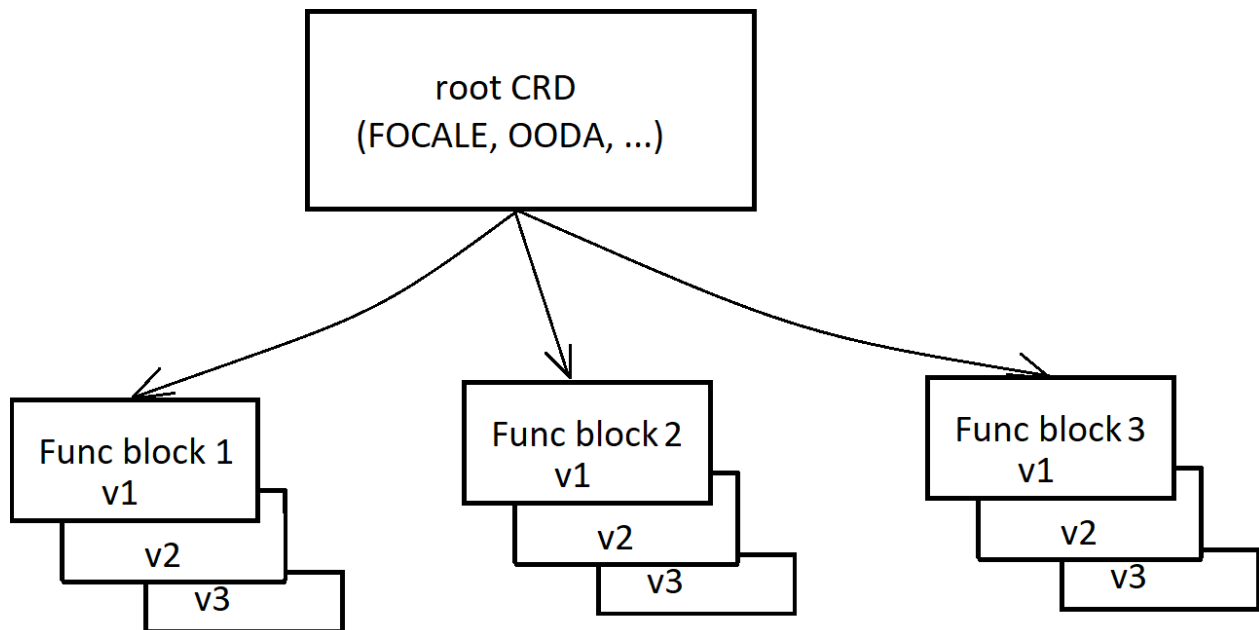 root CRD
(FOCALE, OODA, ...)
Func block 1
v1
v2
v3
Func block 2
v1
v2
v3
Func block 3
v1
v2
v3